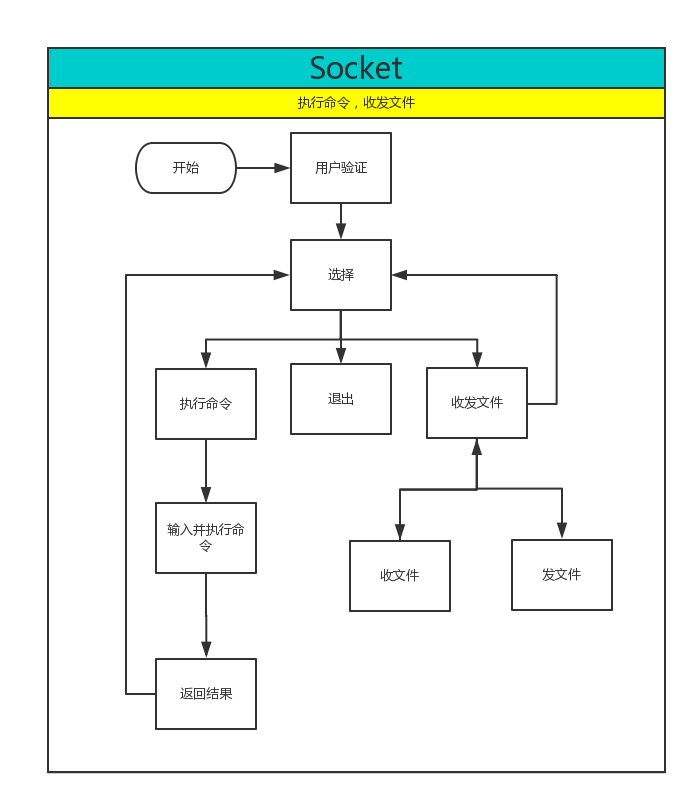 Socket
执行命令，收发文件
开始
用户验证
选择
执行命令
退出
收发文件
输入并执行命
令
收文件
发文件
返回结果